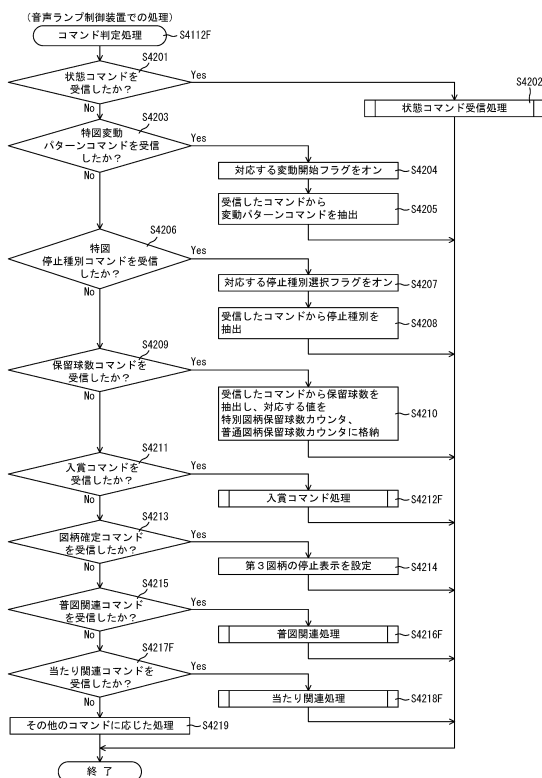 (音声ランプ制御装置での処理)
コマンド判定処理
S4112F
S4201
状態コマンドを
受信したか?
Yes
No
S4202
状態コマンド受信処理
S4203
特図変動
パターンコマンドを受信
したか?
Yes
No
対応する変動開始フラグをオン
S4204
受信したコマンドから
変動パターンコマンドを抽出
S4205
S4206
特図
停止種別コマンドを受信
したか?
Yes
No
対応する停止種別選択フラグをオン
S4207
受信したコマンドから停止種別を
抽出
S4208
S4209
保留球数コマンドを
受信したか?
Yes
No
受信したコマンドから保留球数を
抽出し、対応する値を
特別図柄保留球数カウンタ、
普通図柄保留球数カウンタに格納
S4210
S4211
入賞コマンドを
受信したか?
Yes
No
入賞コマンド処理
S4212F
S4213
図柄確定コマンド
を受信したか?
Yes
No
第3図柄の停止表示を設定
S4214
S4215
普図関連コマンド
を受信したか?
Yes
No
普図関連処理
S4216F
S4217F
当たり関連コマンドを
受信したか?
Yes
No
当たり関連処理
S4218F
その他のコマンドに応じた処理
S4219
終了